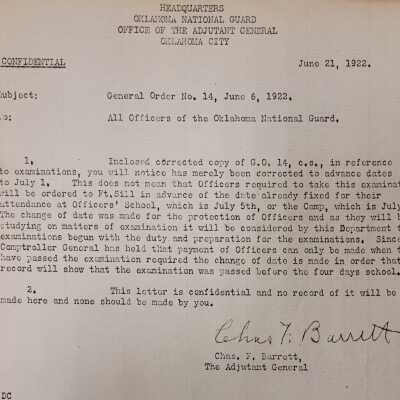 HEADQUARTERS
OKLAHOMA NATIONAL GUARD
OFFICE OF THE ADJUTANT GENERAL
OKLAHOMA CITY
CONFIDENTIAL
June 21, 1922.
ubject: General Order No. 14, June 6, 1922.
o: All Officers of the Oklahoma National Guard.
1. Inclosed corrected copy of G.O. 14, c.s., in reference
to examinations, you will notice has merely been corrected to advance dates
to July 1. This does not mean that Officers required to take this examinat
will be ordered to Ft.Sill in advance of the date already fixed for their
attendance at Officers' School, which is July 5th, or the Camp, which is July
The change of date was made for the protection of Officers and as they will b
studying on matters of examination it will be considered by this Department t
examinations begun with the duty and preparation for the examinations. Sinc
Comptroller General has held that payment of Officers can only be made when t
have passed the examination required the change of date is made in order that
record will show that the examination was passed before the four days school.
2. This letter is confidential and no record of it will be
made here and none should be made by you.
Chas. F. Barrett
Chas. F. Barrett,
The Adjutant General
DC